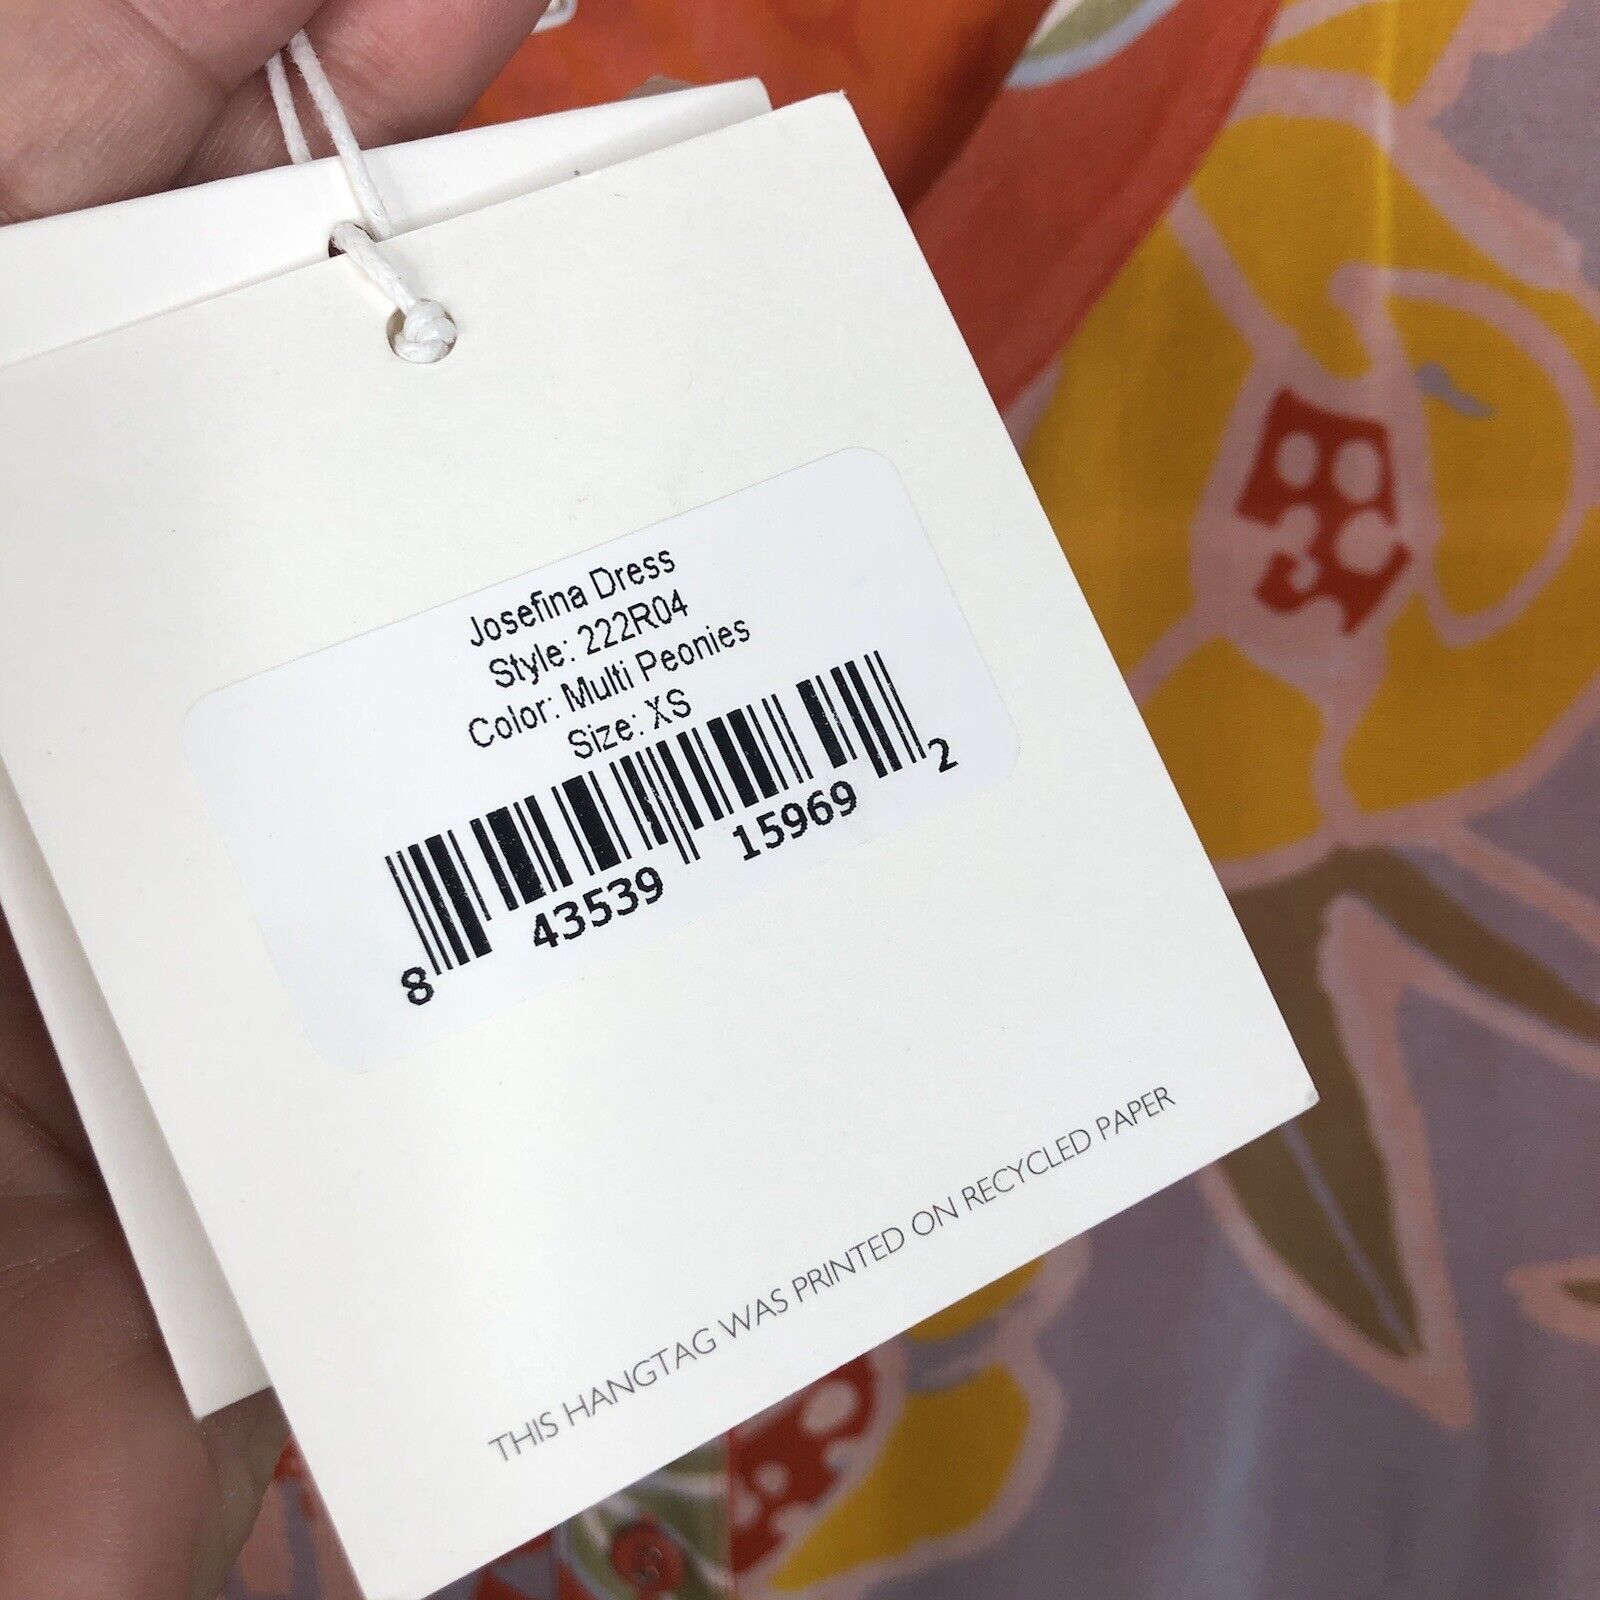 Josefina Dress
Style: 222R04
Color: Multi Peonies
Size: XS
8 43539 15969 2
THIS HANGTAG WAS PRINTED ON RECYCLED PAPER